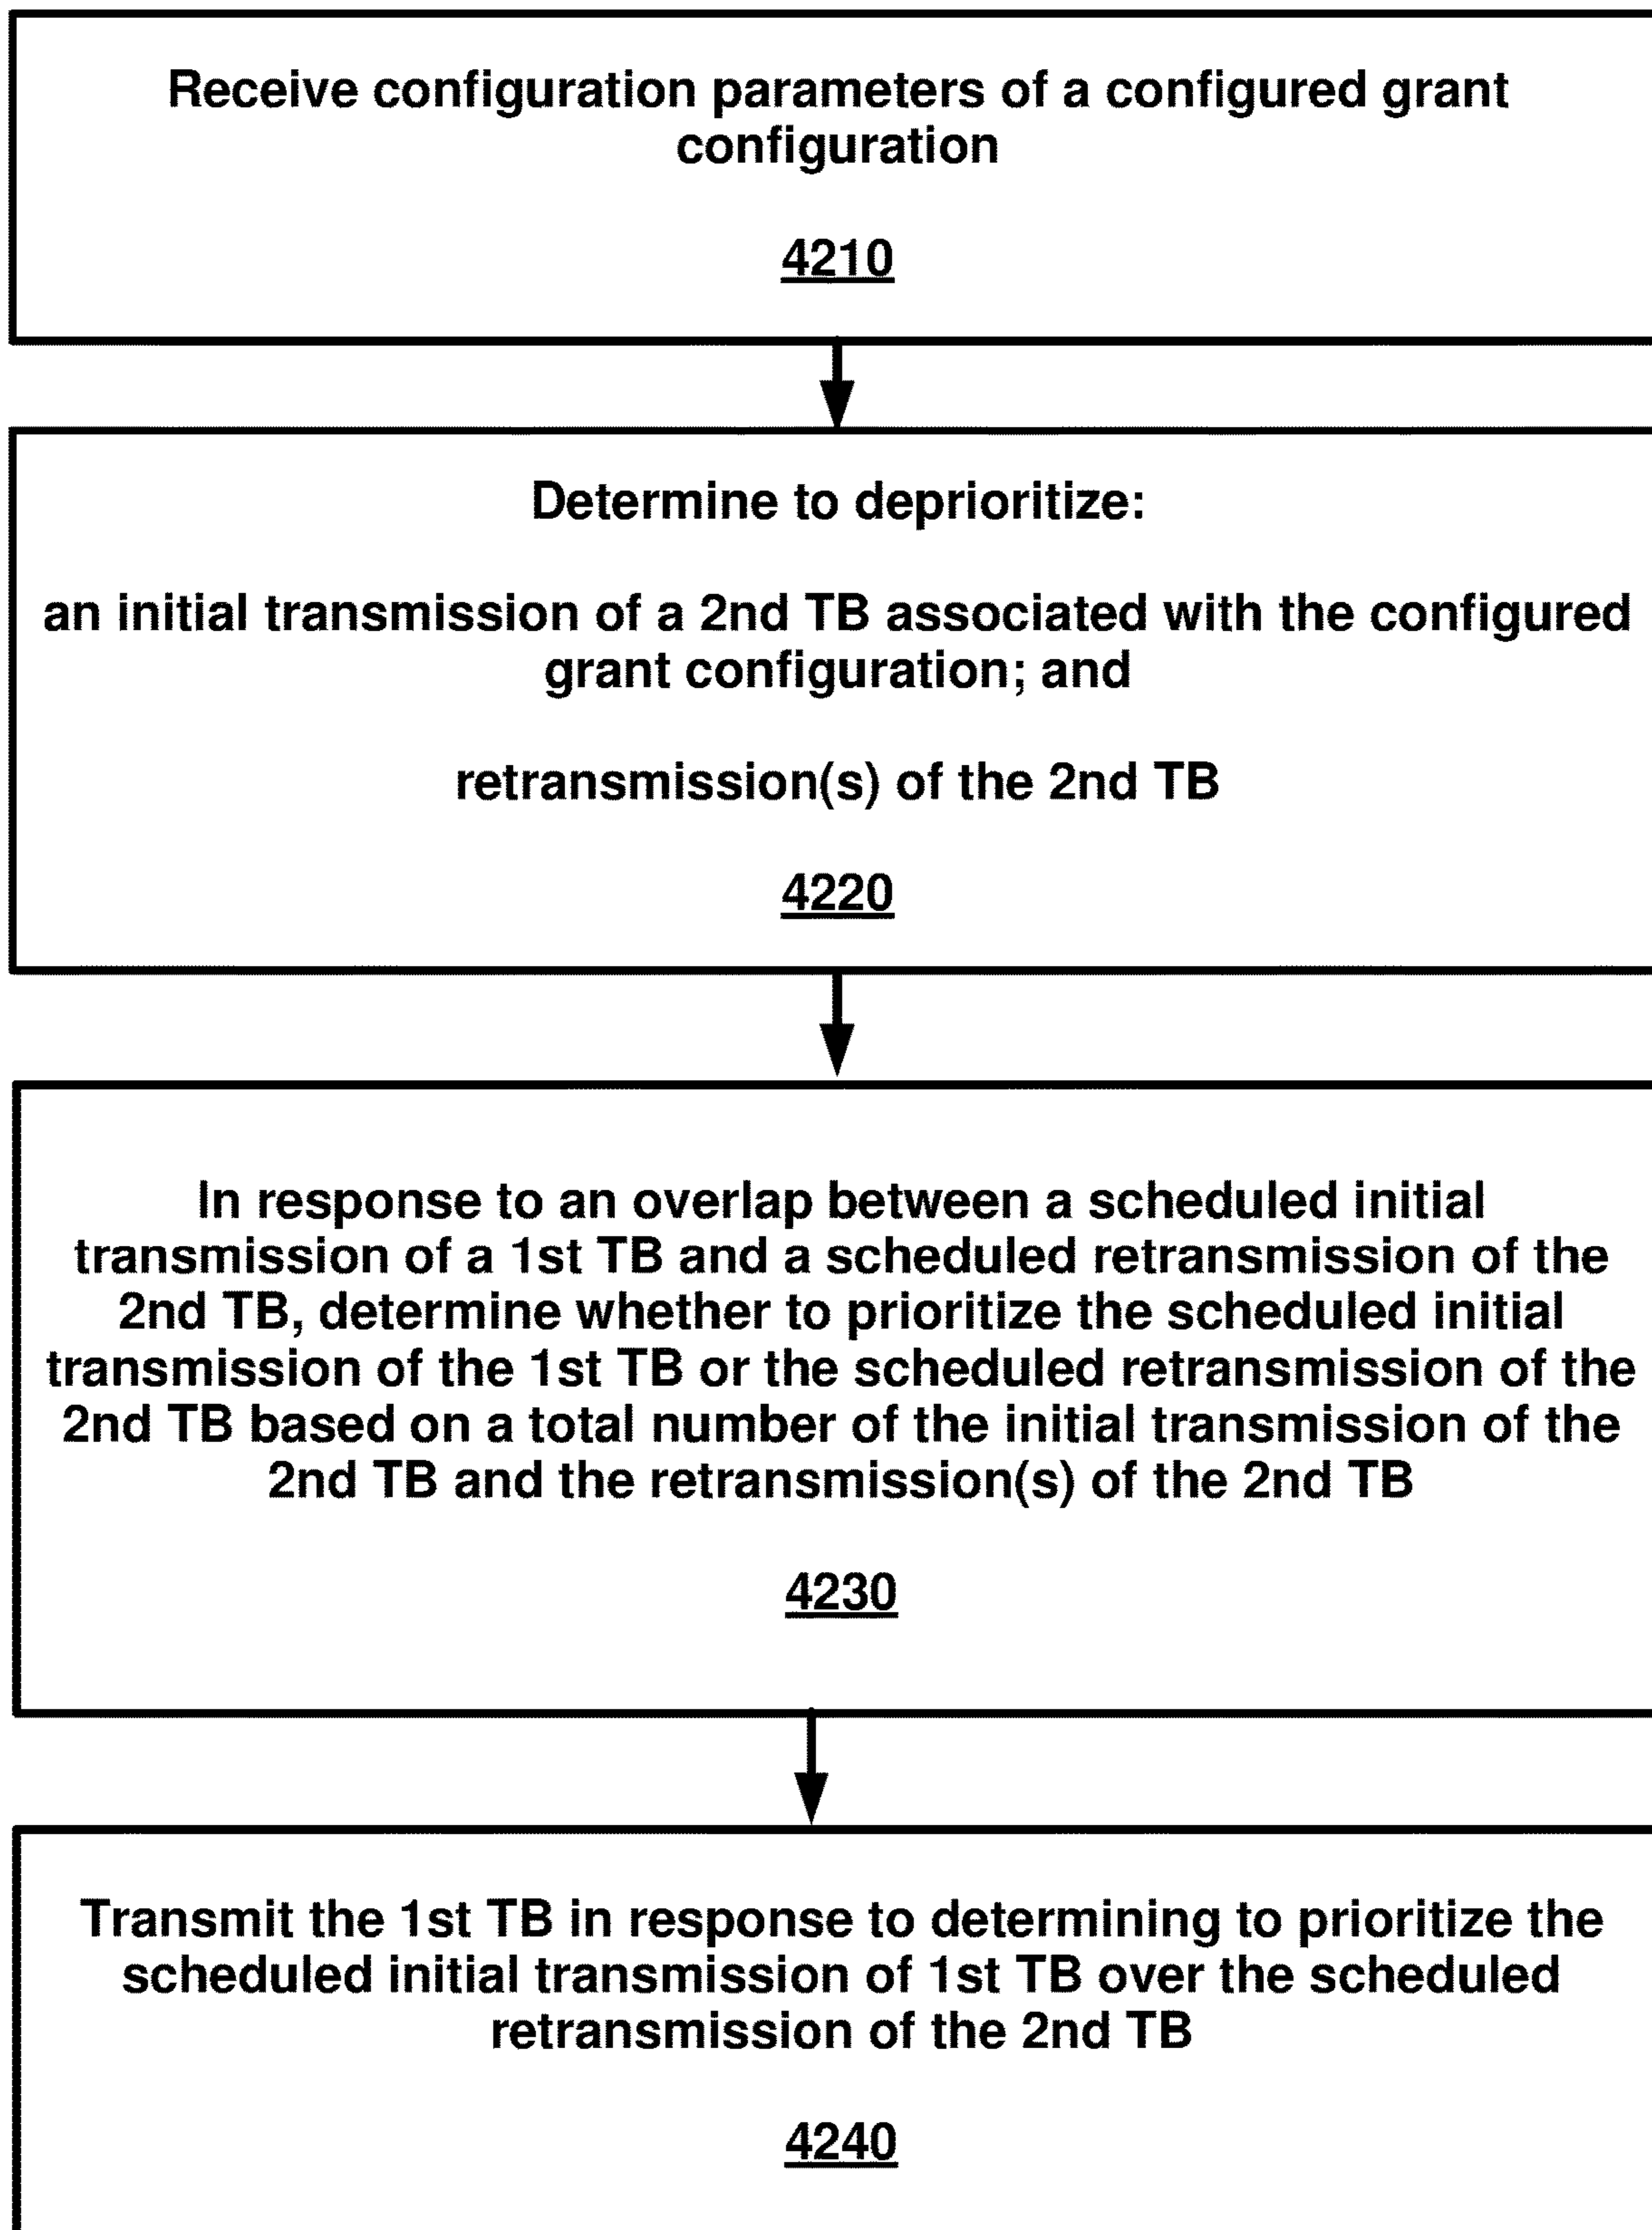 Receive configuration parameters of a configured grant
configuration
4210
Determine to deprioritize:
an initial transmission of a 2nd TB associated with the configured
grant configuration; and
retransmission(s) of the 2nd TB
4220
In response to an overlap between a scheduled initial
transmission of a 1st TB and a scheduled retransmission of the
2nd TB, determine whether to prioritize the scheduled initial
transmission of the 1st TB or the scheduled retransmission of the
2nd TB based on a total number of the initial transmission of the
2nd TB and the retransmission(s) of the 2nd TB
4230
Transmit the 1st TB in response to determining to prioritize the
scheduled initial transmission of 1st TB over the scheduled
retransmission of the 2nd TB
4240